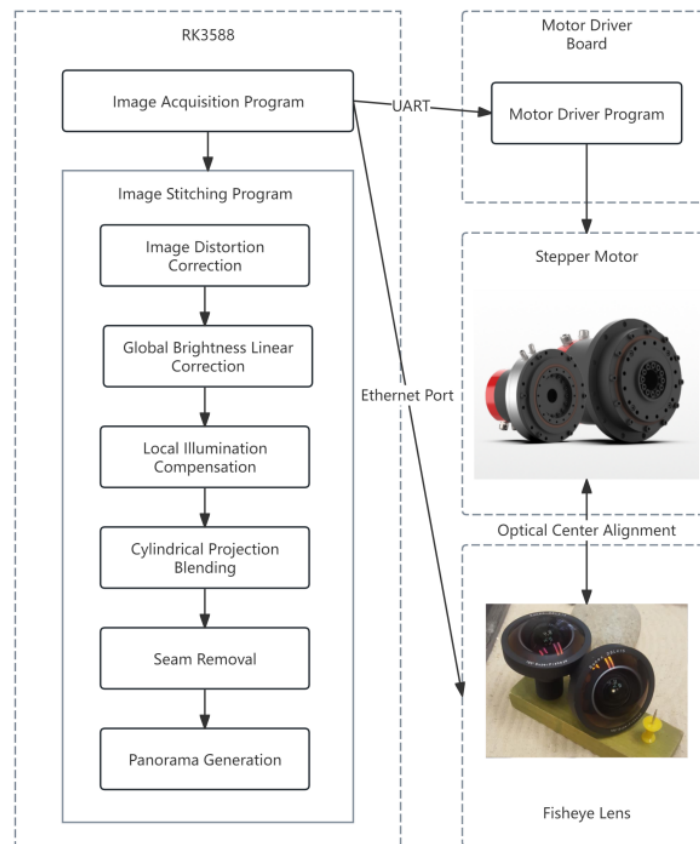 RK3588
Image Acquisition Program
Image Stitching Program
Image Distortion
Correction
Global Brightness Linear
Correction
Local Illumination
Compensation
Cylindrical Projection
Blending
Seam Removal
Panorama Generation
UART
Ethernet Port
Motor Driver
Board
Motor Driver Program
Stepper Motor
Optical Center Alignment
Fisheye Lens